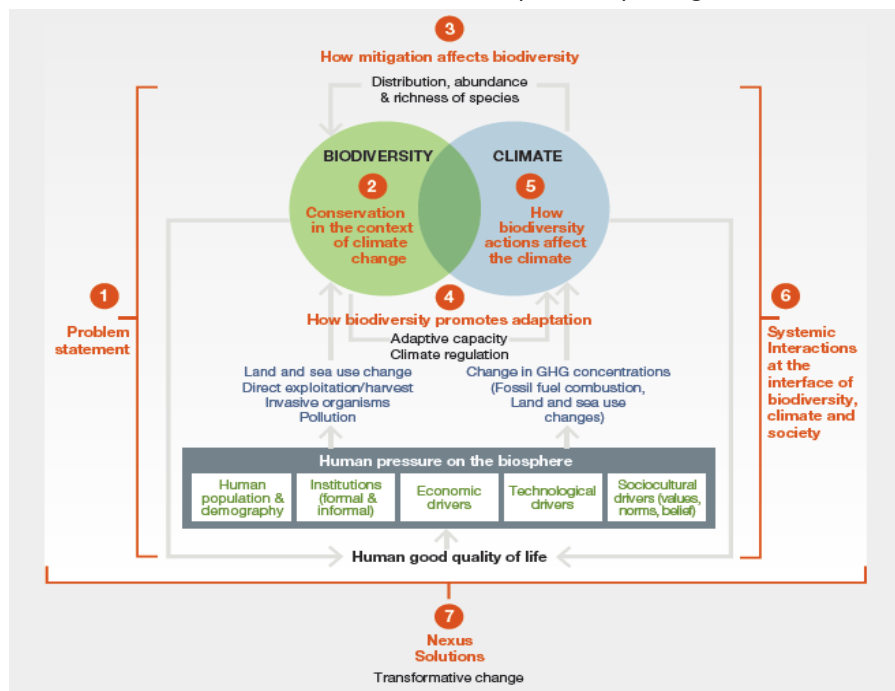 3
How mitigation affects biodiversity
Distribution, abundance
& richness of species
BIODIVERSITY
2
Conservation
in the context
of climate
change
CLIMATE
5
How
biodiversity
actions affect
the climate
1
Problem
statement
4
How biodiversity promotes adaptation
Adaptive capacity
Climate regulation
6
Systemic
Interactions
at the
interface of
biodiversity,
climate and
society
Land and sea use change
Direct exploitation/harvest
Invasive organisms
Pollution
Change in GHG concentrations
(Fossil fuel combustion,
Land and sea use
changes)
Human pressure on the biosphere
Human
population &
demography
Institutions
(formal &
informal)
Economic
drivers
Technological
drivers
Sociocultural
drivers (values,
norms, belief)
Human good quality of life
7
Nexus
Solutions
Transformative change